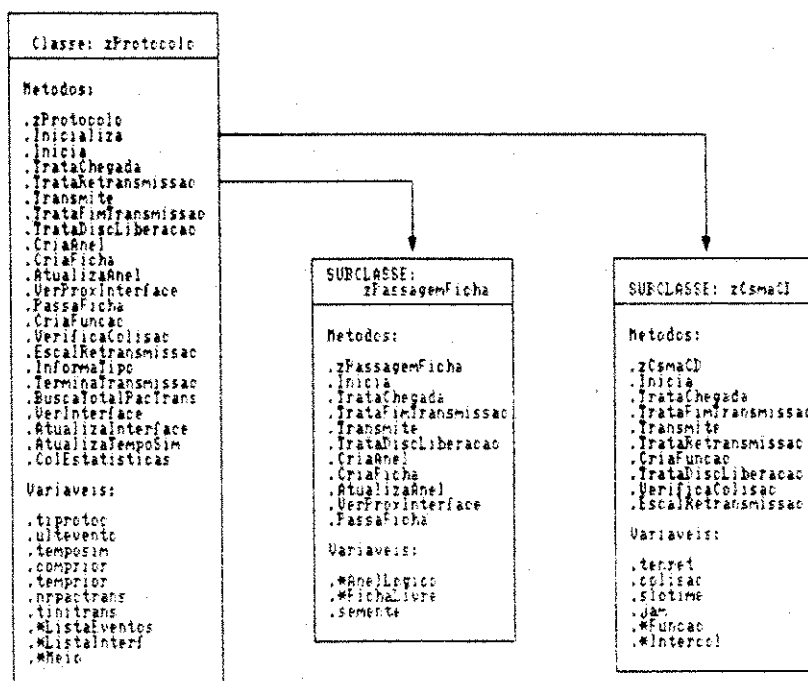 Classe: zProtocolo
Metodos:
.zProtocolo
.Inicializa
.Inicia
.TrataChegada
.TrataRetransmissao
.Transmite
.TrataFimTransmissao
.TrataDiscLiberacao
.CriaAnel
.CriaFicha
.AtualizaAnel
.VerProxInterface
.PassaFicha
.CriaFuncao
.VerificaColisao
.EscalRetransmissao
.InformaTipo
.TerminaTransmissao
.BuscaTotalPacTrans
.VerInterface
.AtualizaInterface
.AtualizaTempoSim
.ColEstatisticas
Variaveis:
.tiprotoc
.ultevento
.temposim
.comprior
.temprior
.nrpactrans
.tinitrans
.*ListaEventos
.*ListaInterf
.*Meio
SUBCLASSE:
zPassagemFicha
Metodos:
.zPassagemFicha
.Inicia
.TrataChegada
.TrataFimTransmissao
.Transmite
.TrataDiscLiberacao
.CriaAnel
.CriaFicha
.AtualizaAnel
.VerProxInterface
.PassaFicha
Variaveis:
.*AnelLogico
.*FichaLivre
.semente
SUBCLASSE: zCsmaCD
Metodos:
.zCsmaCD
.Inicia
.TrataChegada
.TrataFimTransmissao
.Transmite
.TrataRetransmissao
.CriaFuncao
.TrataDiscLiberacao
.VerificaColisao
.EscalRetransmissao
Variaveis:
.temret
.colisao
.slotime
.jam
.*Funcao
.*Intercol